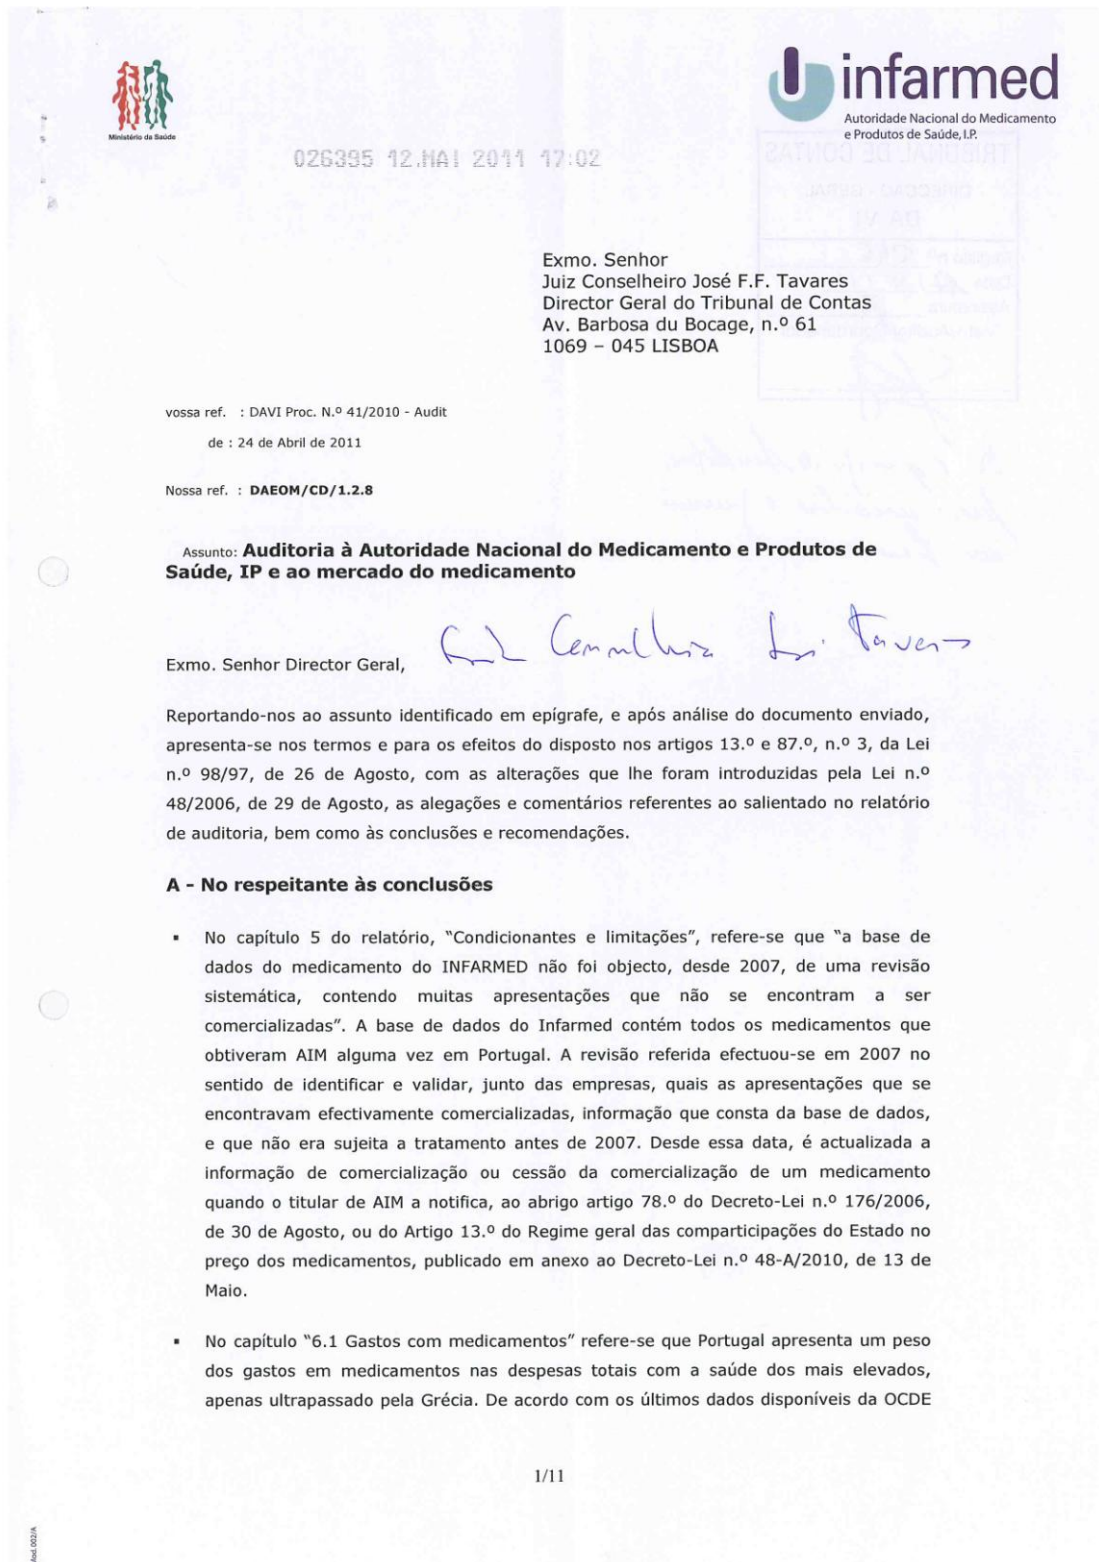 Ministério da Saúde
infarmed
Autoridade Nacional do Medicamento
e Produtos de Saúde, I.P.
026395 12.MAI 2011 17:02
TRIBUNAL DE CONTAS
DIRECÇÃO - GERAL
DA VI
Exmo. Senhor
Juiz Conselheiro José F.F. Tavares
Director Geral do Tribunal de Contas
Av. Barbosa du Bocage, n.º 61
1069 – 045 LISBOA
vossa ref. : DAVI Proc. N.º 41/2010 - Audit
de : 24 de Abril de 2011
Nossa ref. : DAEOM/CD/1.2.8
Assunto: Auditoria à Autoridade Nacional do Medicamento e Produtos de
Saúde, IP e ao mercado do medicamento
Conselheiro José Tavares
Exmo. Senhor Director Geral,
Reportando-nos ao assunto identificado em epígrafe, e após análise do documento enviado,
apresenta-se nos termos e para os efeitos do disposto nos artigos 13.º e 87.º, n.º 3, da Lei
n.º 98/97, de 26 de Agosto, com as alterações que lhe foram introduzidas pela Lei n.º
48/2006, de 29 de Agosto, as alegações e comentários referentes ao salientado no relatório
de auditoria, bem como às conclusões e recomendações.
A - No respeitante às conclusões
▪ No capítulo 5 do relatório, “Condicionantes e limitações”, refere-se que “a base de
dados do medicamento do INFARMED não foi objecto, desde 2007, de uma revisão
sistemática, contendo muitas apresentações que não se encontram a ser
comercializadas”. A base de dados do Infarmed contém todos os medicamentos que
obtiveram AIM alguma vez em Portugal. A revisão referida efectuou-se em 2007 no
sentido de identificar e validar, junto das empresas, quais as apresentações que se
encontravam efectivamente comercializadas, informação que consta da base de dados,
e que não era sujeita a tratamento antes de 2007. Desde essa data, é actualizada a
informação de comercialização ou cessão da comercialização de um medicamento
quando o titular de AIM a notifica, ao abrigo artigo 78.º do Decreto-Lei n.º 176/2006,
de 30 de Agosto, ou do Artigo 13.º do Regime geral das comparticipações do Estado no
preço dos medicamentos, publicado em anexo ao Decreto-Lei n.º 48-A/2010, de 13 de
Maio.
▪ No capítulo “6.1 Gastos com medicamentos” refere-se que Portugal apresenta um peso
dos gastos em medicamentos nas despesas totais com a saúde dos mais elevados,
apenas ultrapassado pela Grécia. De acordo com os últimos dados disponíveis da OCDE
1/11
Mod.002/A